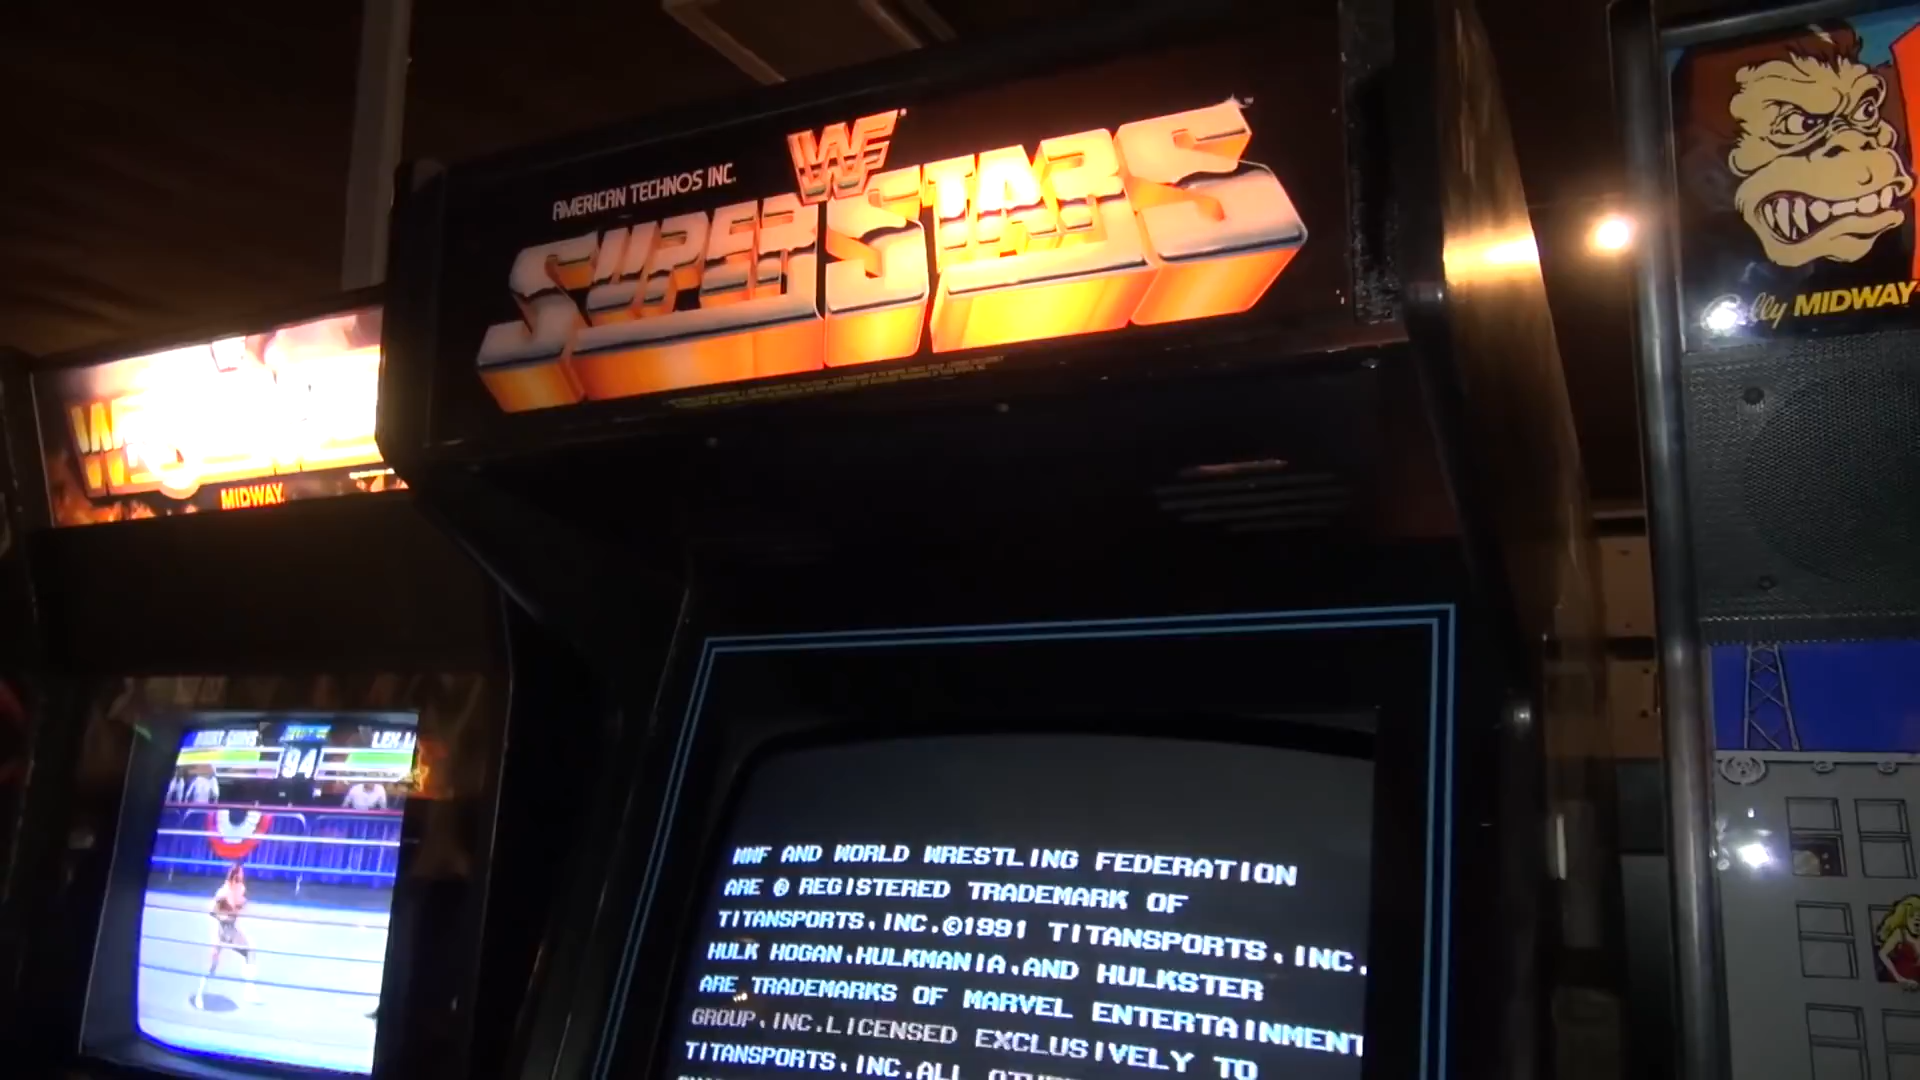 AMERICAN TECHNOS INC.
WF
SUPERSTARS
MIDWAY
Bally MIDWAY
94
LEX L
WWF AND WORLD WRESTLING FEDERATION
ARE ® REGISTERED TRADEMARK OF
TITANSPORTS,INC.©1991 TITANSPORTS,INC.
HULK HOGAN,HULKMANIA,AND HULKSTER
ARE TRADEMARKS OF MARVEL ENTERTAINMENT
GROUP,INC.LICENSED EXCLUSIVELY TO
TITANSPORTS,INC.ALL